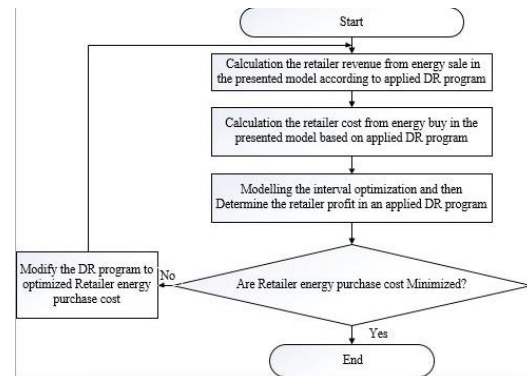 Start
Calculation the retailer revenue from energy sale in
the presented model according to applied DR program
Calculation the retailer cost from energy buy in the
presented model based on applied DR program
Modelling the interval optimization and then
Determine the retailer profit in an applied DR program
Modify the DR program to
optimized Retailer energy
purchase cost
No
Are Retailer energy purchase cost Minimized?
Yes
End